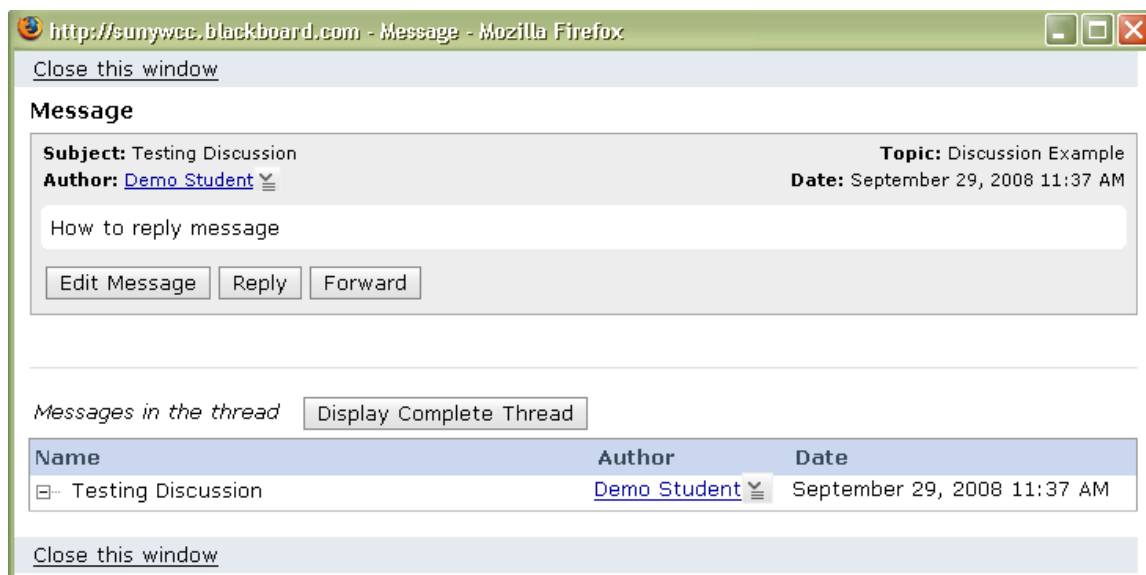 http://sunywcc.blackboard.com - Message - Mozilla Firefox
Close this window
Message
Subject: Testing Discussion Topic: Discussion Example
Author: Demo Student Date: September 29, 2008 11:37 AM
How to reply message
Edit Message Reply Forward
Messages in the thread Display Complete Thread
Name Author Date
Testing Discussion Demo Student September 29, 2008 11:37 AM
Close this window